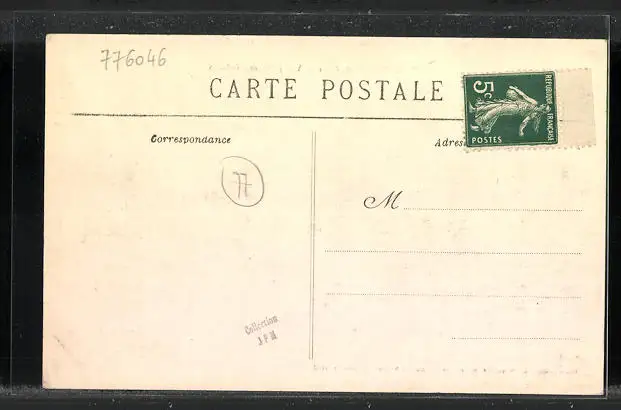 776046
CARTE POSTALE
5c
REPUBLIQUE FRANCAISE
POSTES
Correspondance
Adres
77
M
Collection